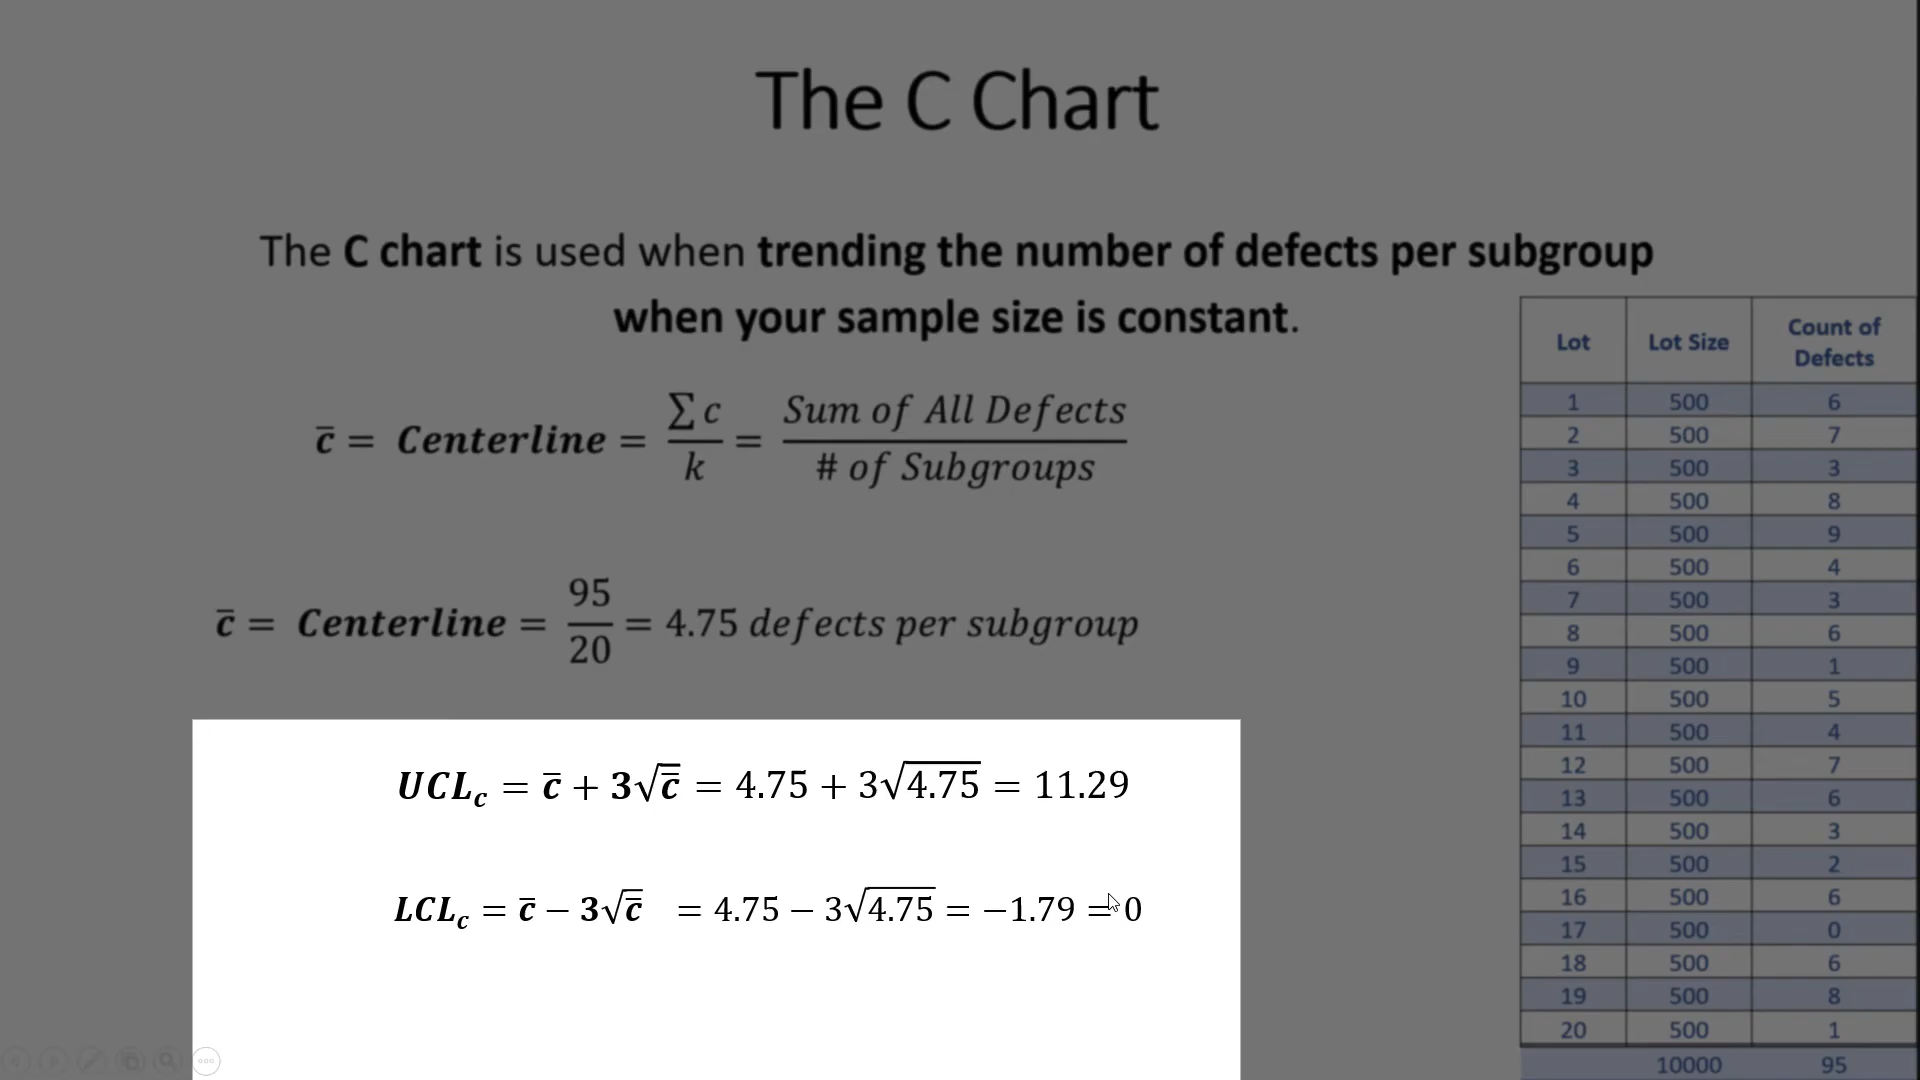 The C Chart
The C chart is used when trending the number of defects per subgroup
when your sample size is constant.
c̄ = Centerline = ∑ c / k = Sum of All Defects / # of Subgroups
c̄ = Centerline = 95 / 20 = 4.75 defects per subgroup
UCL_c = c̄ + 3√c̄ = 4.75 + 3√4.75 = 11.29
LCL_c = c̄ − 3√c̄ = 4.75 − 3√4.75 = −1.79 = 0
Lot Lot Size Count of Defects
1 500 6
2 500 7
3 500 3
4 500 8
5 500 9
6 500 4
7 500 3
8 500 6
9 500 1
10 500 5
11 500 4
12 500 7
13 500 6
14 500 3
15 500 2
16 500 6
17 500 0
18 500 6
19 500 8
20 500 1
10000 95